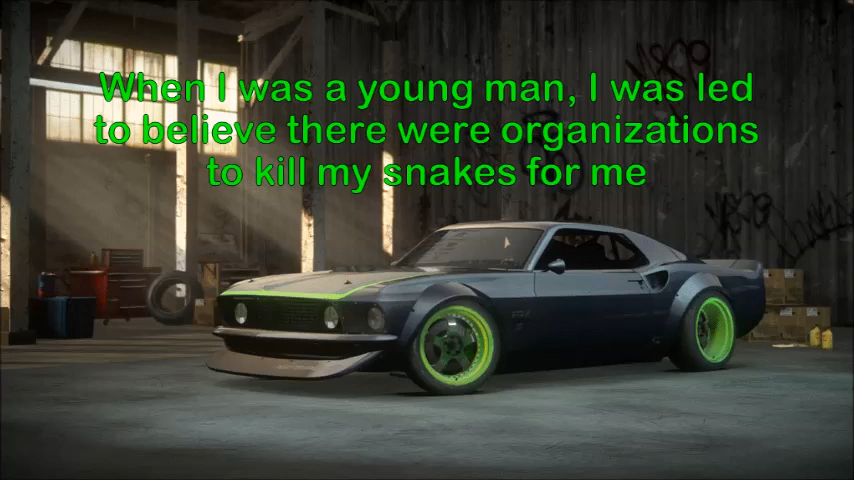 When I was a young man, I was led
to believe there were organizations
to kill my snakes for me